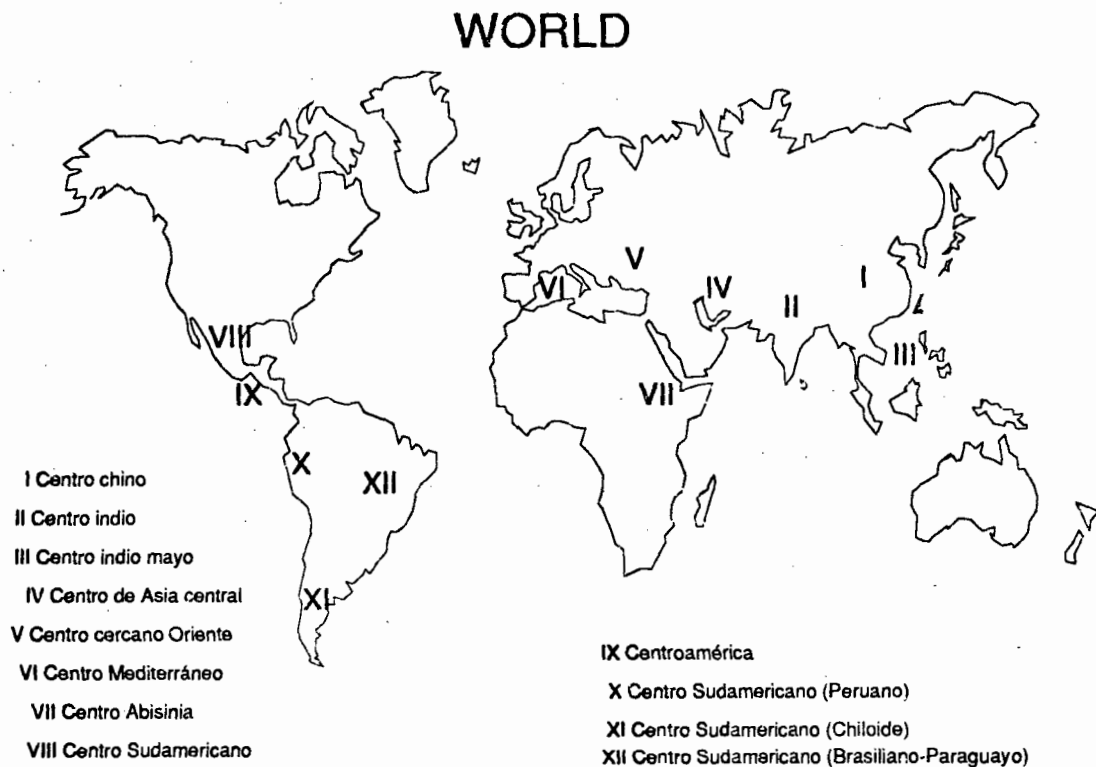 WORLD
V
I
IV
VI
II
VIII
III
IX
VII
X
XII
XI
I Centro chino
II Centro indio
III Centro indio mayo
IV Centro de Asia central
V Centro cercano Oriente
VI Centro Mediterráneo
VII Centro Abisinia
VIII Centro Sudamericano
IX Centroamérica
X Centro Sudamericano (Peruano)
XI Centro Sudamericano (Chiloide)
XII Centro Sudamericano (Brasiliano-Paraguayo)